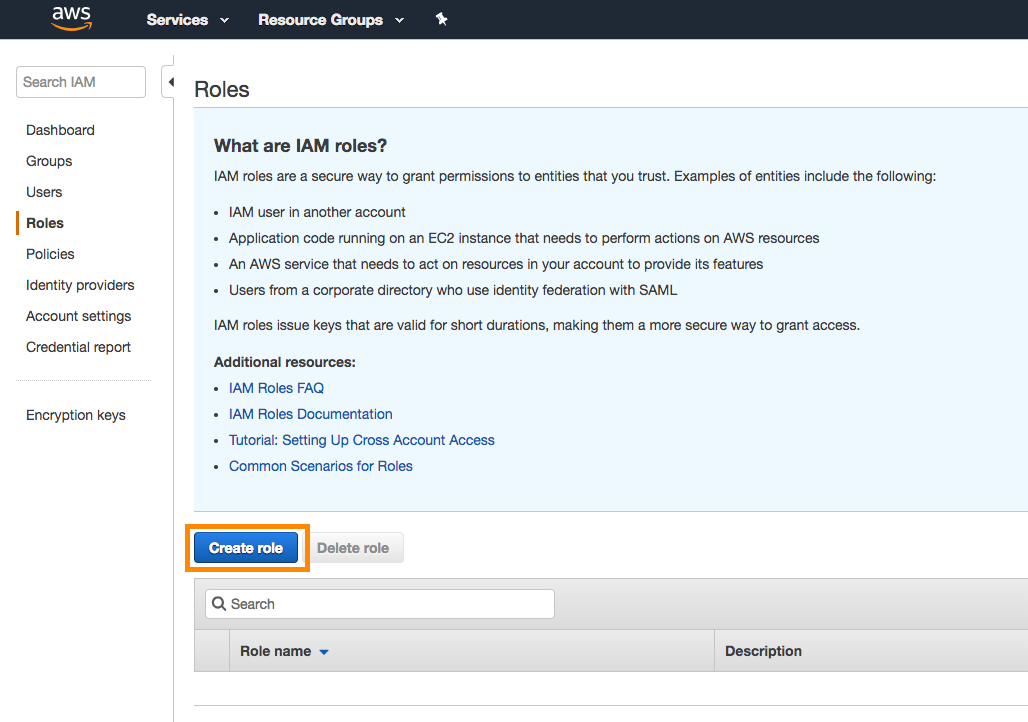 aws
Services
Resource Groups
Search IAM
Dashboard
Groups
Users
Roles
Policies
Identity providers
Account settings
Credential report
Encryption keys
Roles
What are IAM roles?
IAM roles are a secure way to grant permissions to entities that you trust. Examples of entities include the following:
IAM user in another account
Application code running on an EC2 instance that needs to perform actions on AWS resources
An AWS service that needs to act on resources in your account to provide its features
Users from a corporate directory who use identity federation with SAML
IAM roles issue keys that are valid for short durations, making them a more secure way to grant access.
Additional resources:
IAM Roles FAQ
IAM Roles Documentation
Tutorial: Setting Up Cross Account Access
Common Scenarios for Roles
Create role
Delete role
Search
Role name
Description